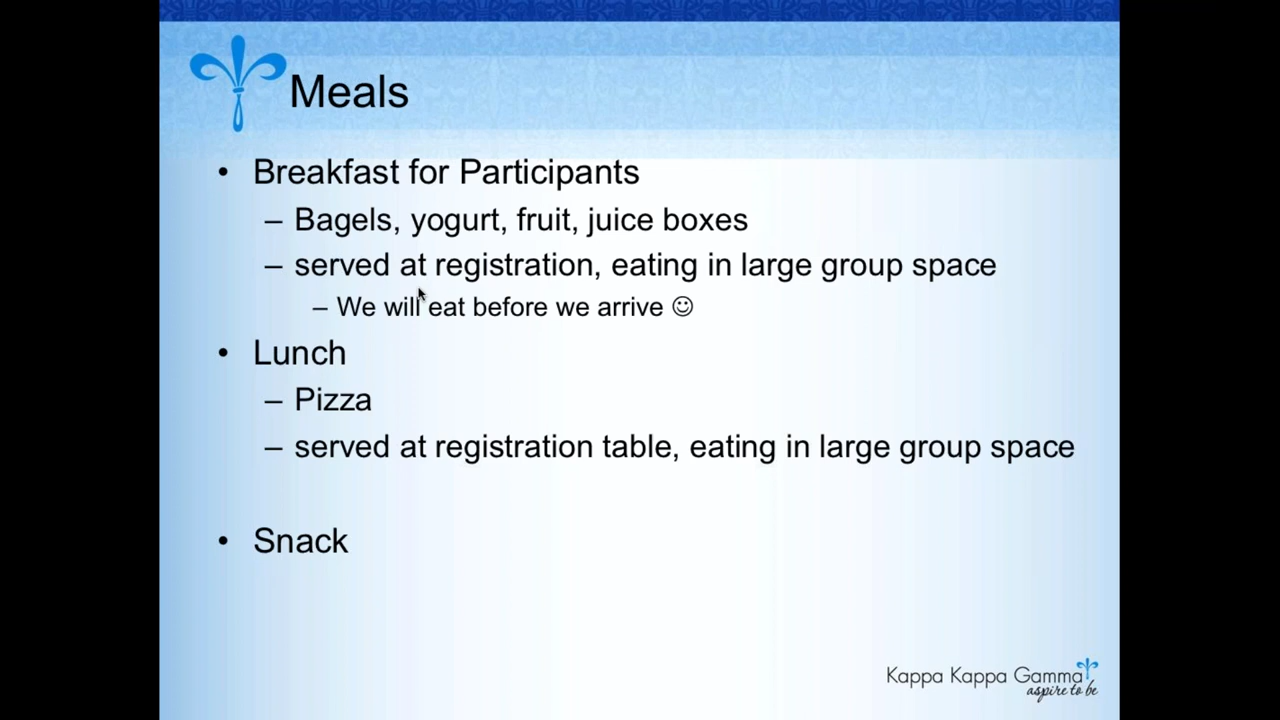 Meals
• Breakfast for Participants
– Bagels, yogurt, fruit, juice boxes
– served at registration, eating in large group space
– We will eat before we arrive ☺
• Lunch
– Pizza
– served at registration table, eating in large group space
• Snack
Kappa Kappa Gamma
aspire to be